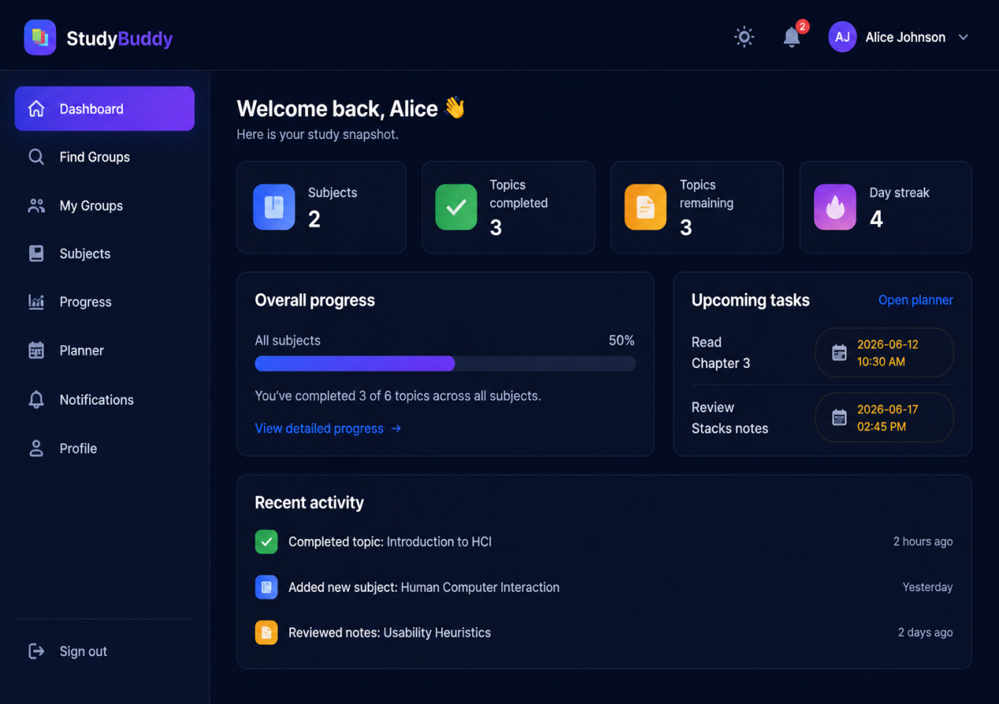 StudyBuddy
2
AJ
Alice Johnson
Dashboard
Find Groups
My Groups
Subjects
Progress
Planner
Notifications
Profile
Sign out
Welcome back, Alice 👋
Here is your study snapshot.
Subjects
2
Topics
completed
3
Topics
remaining
3
Day streak
4
Overall progress
All subjects
50%
You've completed 3 of 6 topics across all subjects.
View detailed progress →
Upcoming tasks
Open planner
Read
Chapter 3
2026-06-12
10:30 AM
Review
Stacks notes
2026-06-17
02:45 PM
Recent activity
Completed topic: Introduction to HCI
2 hours ago
Added new subject: Human Computer Interaction
Yesterday
Reviewed notes: Usability Heuristics
2 days ago